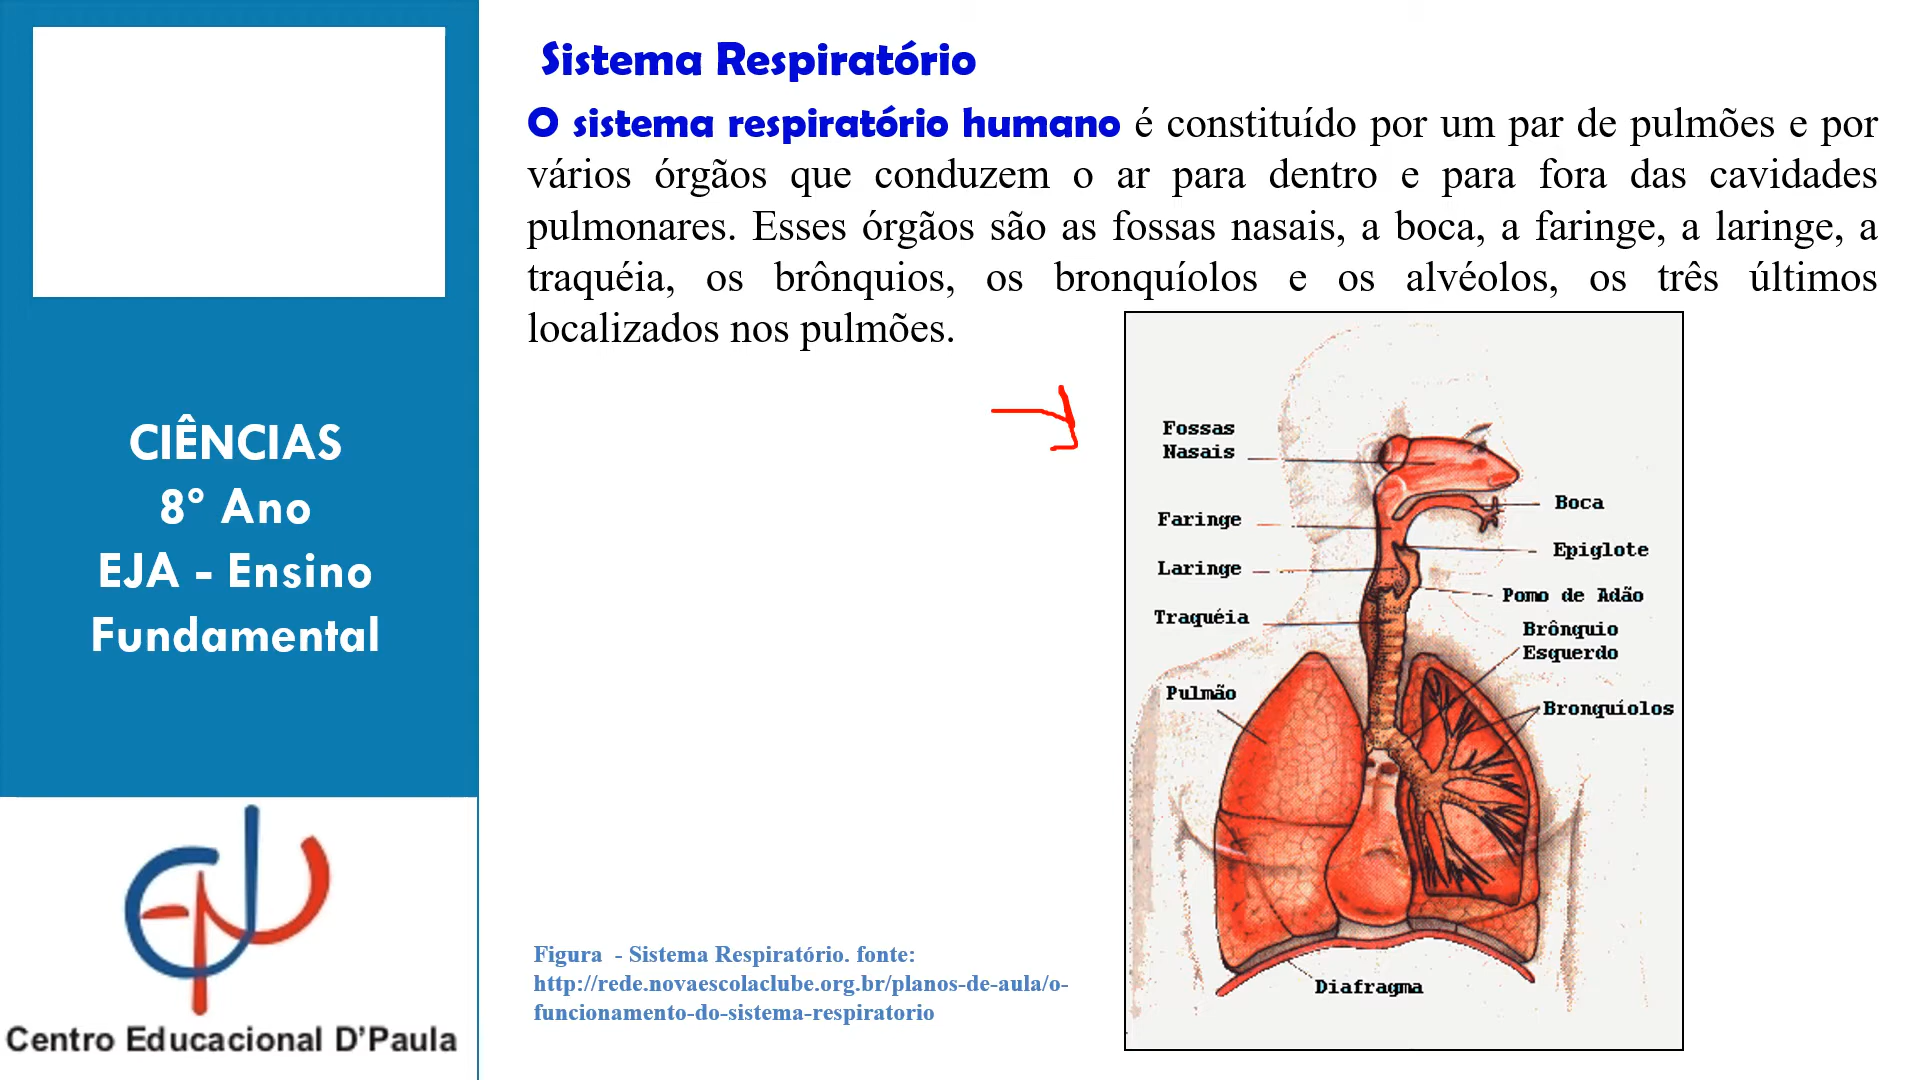 CIÊNCIAS
8º Ano
EJA - Ensino
Fundamental
Centro Educacional D'Paula
Sistema Respiratório
O sistema respiratório humano é constituído por um par de pulmões e por
vários órgãos que conduzem o ar para dentro e para fora das cavidades
pulmonares. Esses órgãos são as fossas nasais, a boca, a faringe, a laringe, a
traquéia, os brônquios, os bronquíolos e os alvéolos, os três últimos
localizados nos pulmões.
Fossas
Nasais
Boca
Faringe
Epiglote
Laringe
Pomo de Adão
Traquéia
Brônquio
Esquerdo
Pulmão
Bronquíolos
Diafragma
Figura - Sistema Respiratório. fonte:
http://rede.novaescolaclube.org.br/planos-de-aula/o-
funcionamento-do-sistema-respiratorio